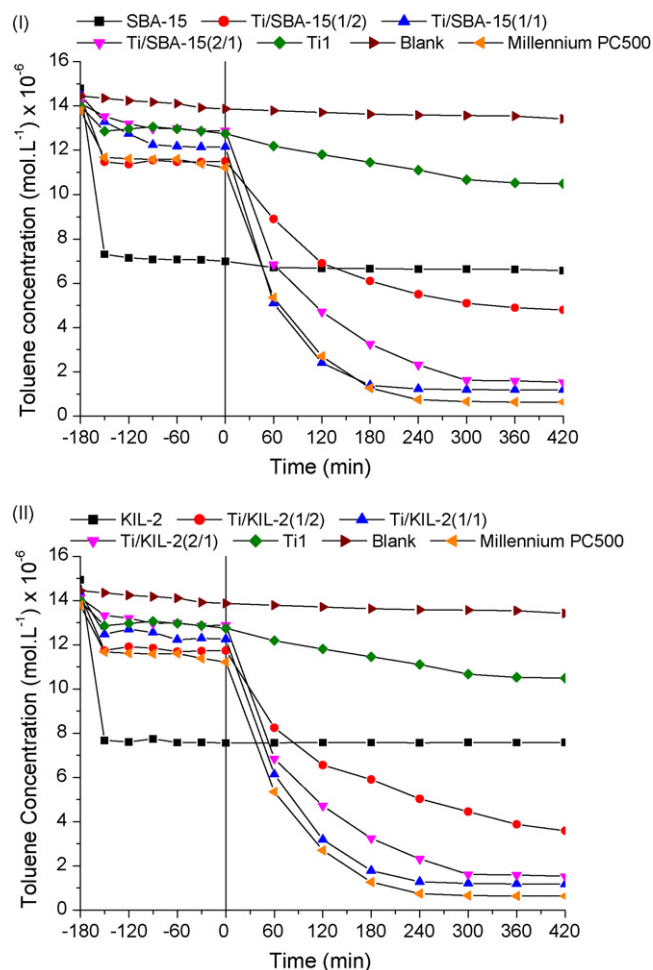 (I)
SBA-15 Ti/SBA-15(1/2) Ti/SBA-15(1/1)
Ti/SBA-15(2/1) Ti1 Blank Millennium PC500
Toluene concentration (mol.L-1) x 10-6
16
14
12
10
8
6
4
2
0
-180 -120 -60 0 60 120 180 240 300 360 420
Time (min)
(II)
KIL-2 Ti/KIL-2(1/2) Ti/KIL-2(1/1)
Ti/KIL-2(2/1) Ti1 Blank Millennium PC500
Toluene Concentration (mol.L-1) x 10-6
16
14
12
10
8
6
4
2
0
-180 -120 -60 0 60 120 180 240 300 360 420
Time (min)